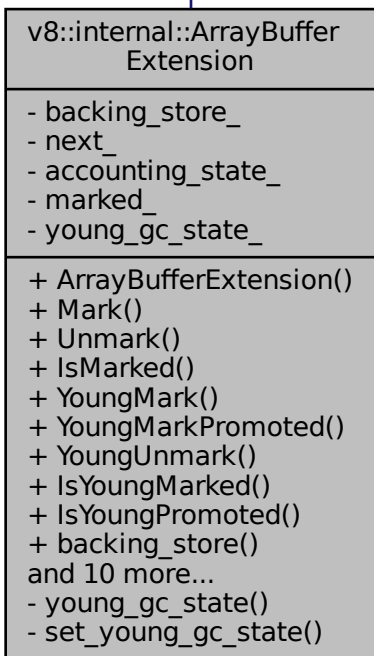 v8::internal::ArrayBuffer
Extension
- backing_store_
- next_
- accounting_state_
- marked_
- young_gc_state_
+ ArrayBufferExtension()
+ Mark()
+ Unmark()
+ IsMarked()
+ YoungMark()
+ YoungMarkPromoted()
+ YoungUnmark()
+ IsYoungMarked()
+ IsYoungPromoted()
+ backing_store()
and 10 more...
- young_gc_state()
- set_young_gc_state()